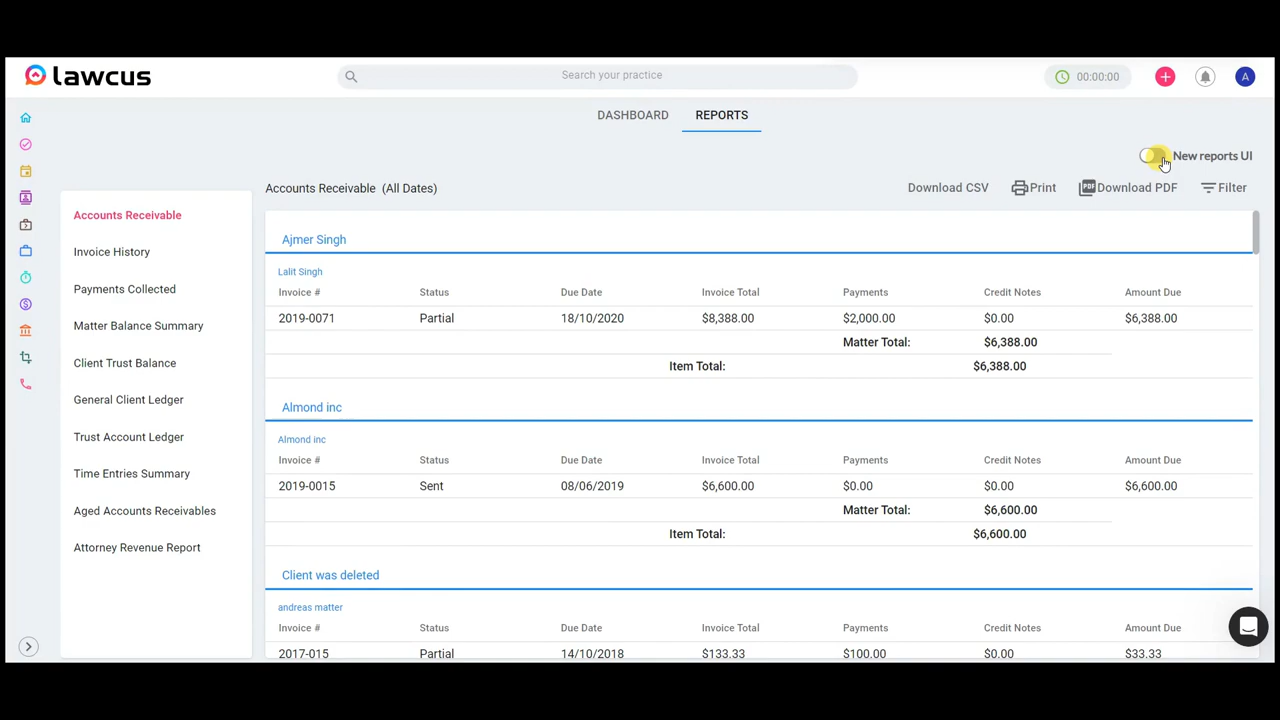 lawcus
Search your practice
00:00:00
A
DASHBOARD
REPORTS
New reports UI
Accounts Receivable (All Dates)
Download CSV
Print
PDF Download PDF
Filter
Accounts Receivable
Invoice History
Payments Collected
Matter Balance Summary
Client Trust Balance
General Client Ledger
Trust Account Ledger
Time Entries Summary
Aged Accounts Receivables
Attorney Revenue Report
Ajmer Singh
Lalit Singh
Invoice # Status Due Date Invoice Total Payments Credit Notes Amount Due
2019-0071 Partial 18/10/2020 $8,388.00 $2,000.00 $0.00 $6,388.00
Matter Total: $6,388.00
Item Total: $6,388.00
Almond inc
Almond inc
Invoice # Status Due Date Invoice Total Payments Credit Notes Amount Due
2019-0015 Sent 08/06/2019 $6,600.00 $0.00 $0.00 $6,600.00
Matter Total: $6,600.00
Item Total: $6,600.00
Client was deleted
andreas matter
Invoice # Status Due Date Invoice Total Payments Credit Notes Amount Due
2017-015 Partial 14/10/2018 $133.33 $100.00 $0.00 $33.33